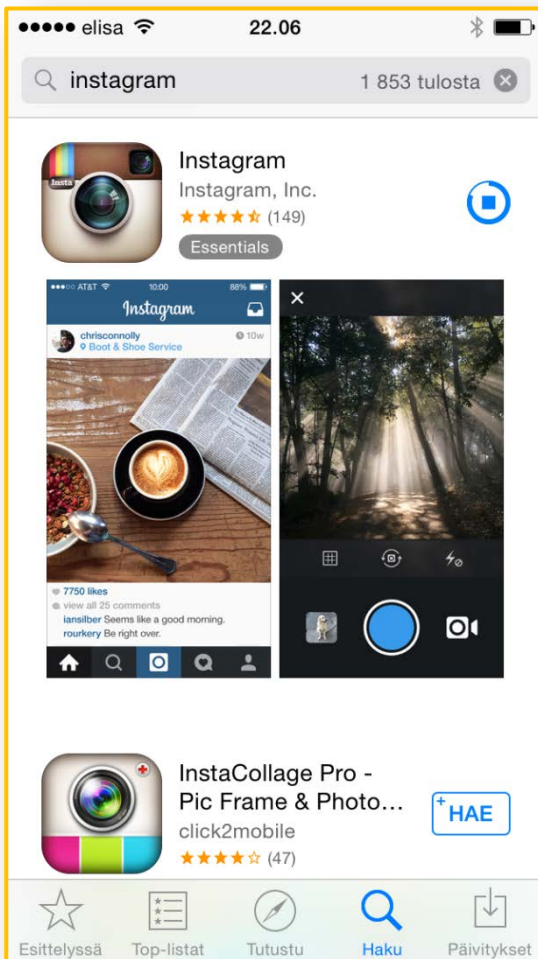 elisa 22.06
instagram 1 853 tulosta
Insta
Instagram
Instagram, Inc.
(149)
Essentials
AT&T 10:00 88%
Instagram
chrisconnolly 10w
Boot & Shoe Service
7750 likes
view all 25 comments
iansilber Seems like a good morning.
rourkery Be right over.
InstaCollage Pro -
Pic Frame & Photo...
click2mobile
+HAE
(47)
Esittelyssä Top-listat Tutustu Haku Päivitykset